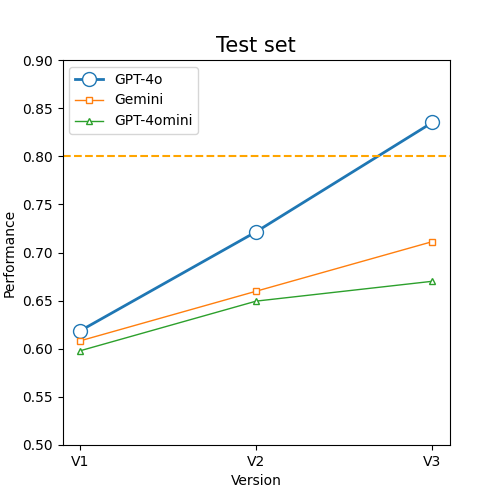 Test set
GPT-4o
Gemini
GPT-4omini
Performance
0.90
0.85
0.80
0.75
0.70
0.65
0.60
0.55
0.50
V1 V2 V3
Version